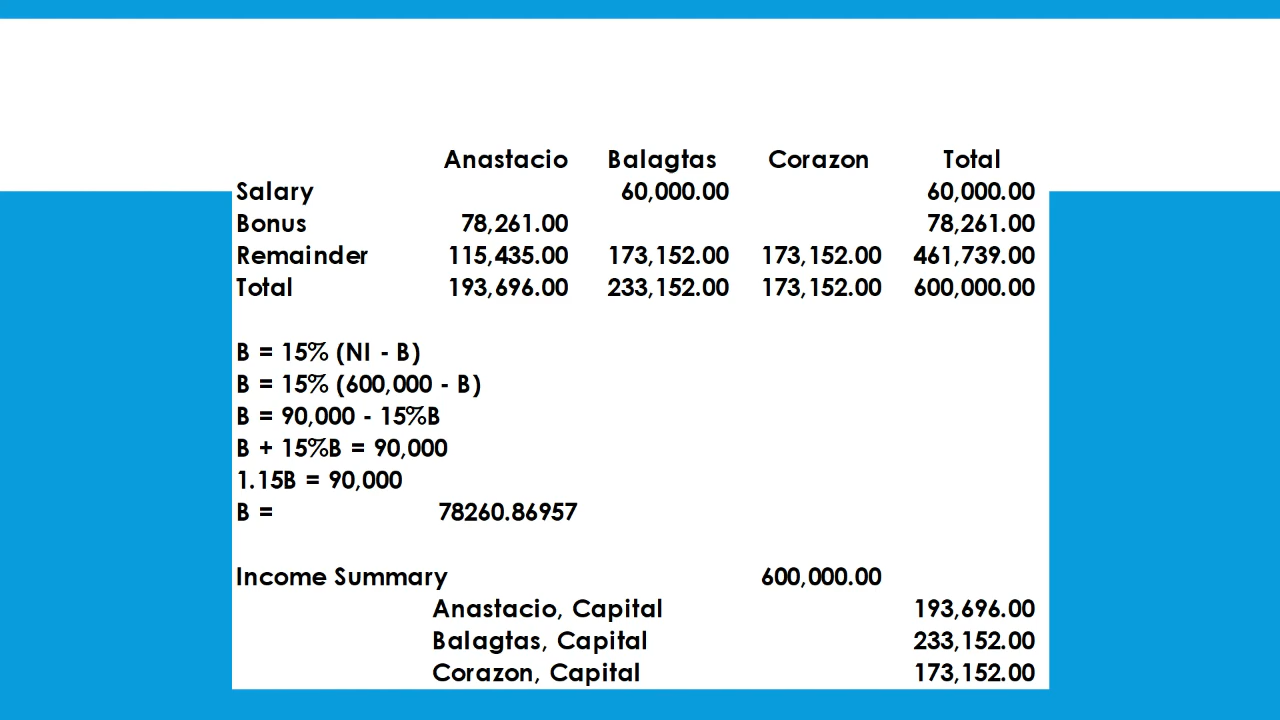 Anastacio Balagtas Corazon Total
Salary 60,000.00 60,000.00
Bonus 78,261.00 78,261.00
Remainder 115,435.00 173,152.00 173,152.00 461,739.00
Total 193,696.00 233,152.00 173,152.00 600,000.00
B = 15% (NI - B)
B = 15% (600,000 - B)
B = 90,000 - 15%B
B + 15%B = 90,000
1.15B = 90,000
B = 78260.86957
Income Summary 600,000.00
Anastacio, Capital 193,696.00
Balagtas, Capital 233,152.00
Corazon, Capital 173,152.00